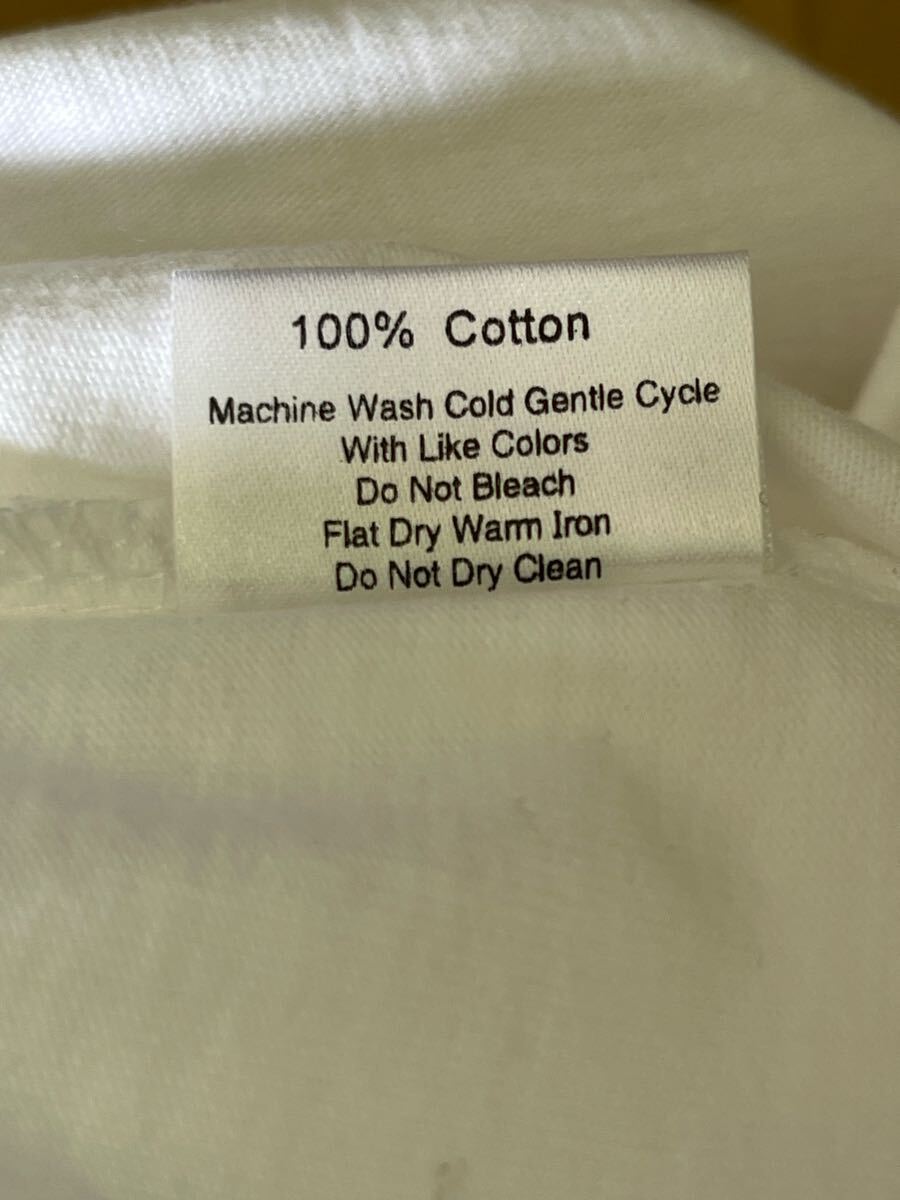 100% Cotton
Machine Wash Cold Gentle Cycle
With Like Colors
Do Not Bleach
Flat Dry Warm Iron
Do Not Dry Clean